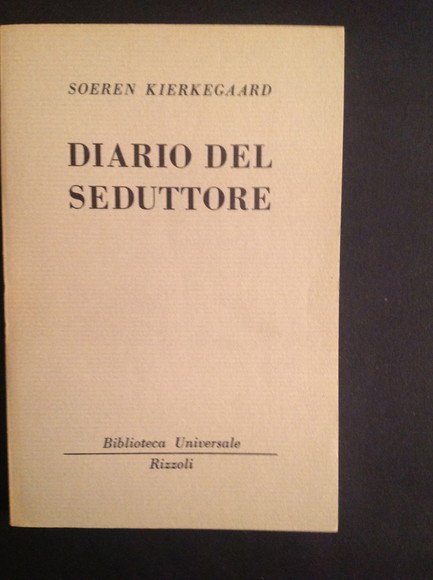 SOEREN KIERKEGAARD
DIARIO DEL
SEDUTTORE
Biblioteca Universale
Rizzoli